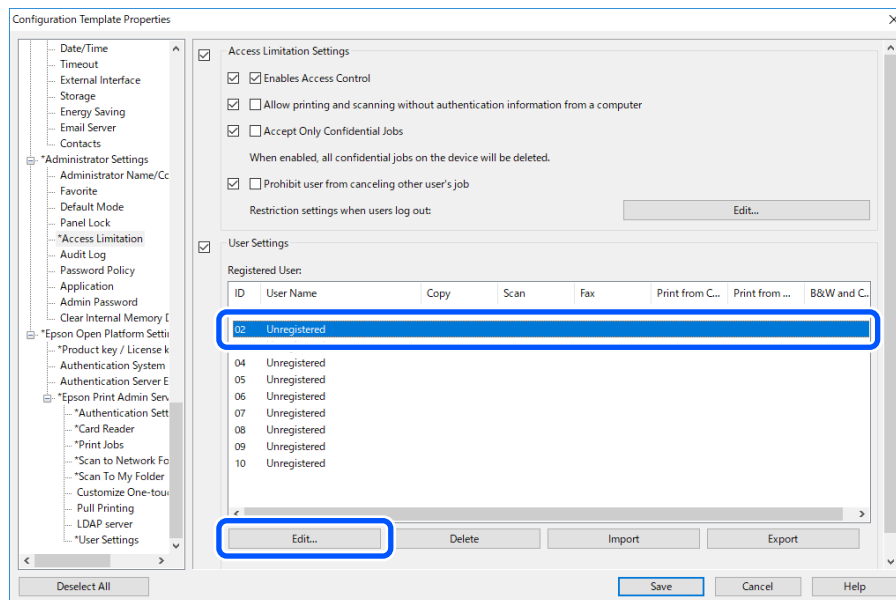 Configuration Template Properties
Date/Time
Timeout
External Interface
Storage
Energy Saving
Email Server
Contacts
*Administrator Settings
Administrator Name/Cc
Favorite
Default Mode
Panel Lock
*Access Limitation
Audit Log
Password Policy
Application
Admin Password
Clear Internal Memory D
*Epson Open Platform Settin
*Product key / License k
Authentication System
Authentication Server E
*Epson Print Admin Serv
*Authentication Sett
*Card Reader
*Print Jobs
*Scan to Network Fo
*Scan To My Folder
Customize One-touc
Pull Printing
LDAP server
*User Settings
Access Limitation Settings
Enables Access Control
Allow printing and scanning without authentication information from a computer
Accept Only Confidential Jobs
When enabled, all confidential jobs on the device will be deleted.
Prohibit user from canceling other user's job
Restriction settings when users log out: Edit...
User Settings
Registered User:
ID User Name Copy Scan Fax Print from C... Print from ... B&W and C...
02 Unregistered
04 Unregistered
05 Unregistered
06 Unregistered
07 Unregistered
08 Unregistered
09 Unregistered
10 Unregistered
Edit... Delete Import Export
Deselect All Save Cancel Help